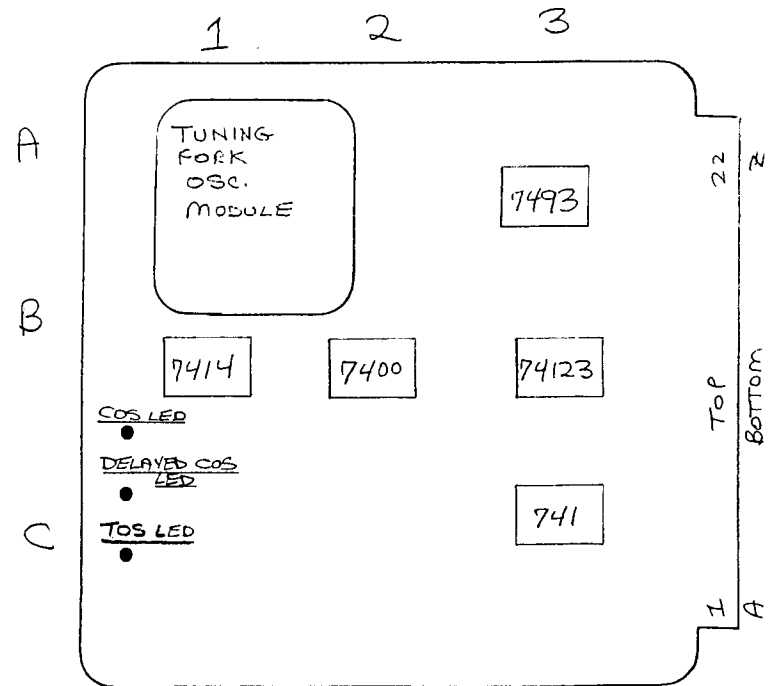 1 2 3
A
TUNING
FORK
OSC.
MODULE
7493
22 Z
B
7414 7400 74123
TOP BOTTOM
COS LED
DELAYED COS
LED
741
C
TOS LED
1 A